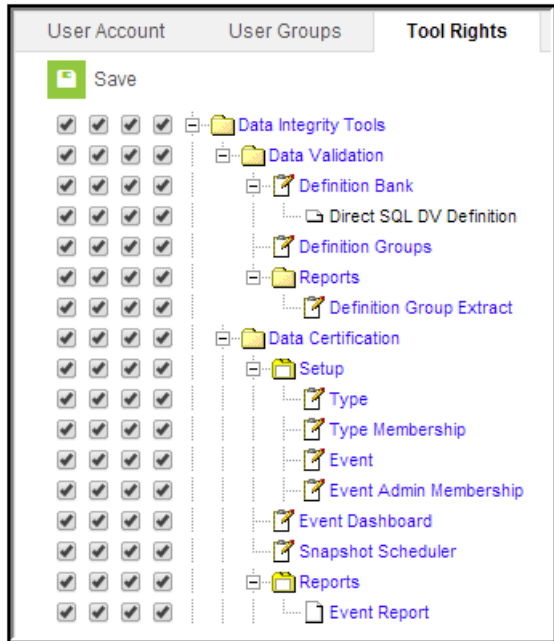 User Account User Groups Tool Rights
Save
Data Integrity Tools
Data Validation
Definition Bank
Direct SQL DV Definition
Definition Groups
Reports
Definition Group Extract
Data Certification
Setup
Type
Type Membership
Event
Event Admin Membership
Event Dashboard
Snapshot Scheduler
Reports
Event Report